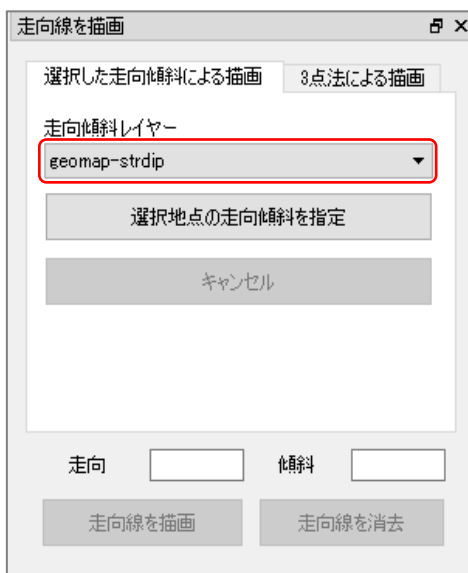 走向線を描画
選択した走向傾斜による描画 3点法による描画
走向傾斜レイヤー
geomap-strdip
選択地点の走向傾斜を指定
キャンセル
走向 傾斜
走向線を描画 走向線を消去